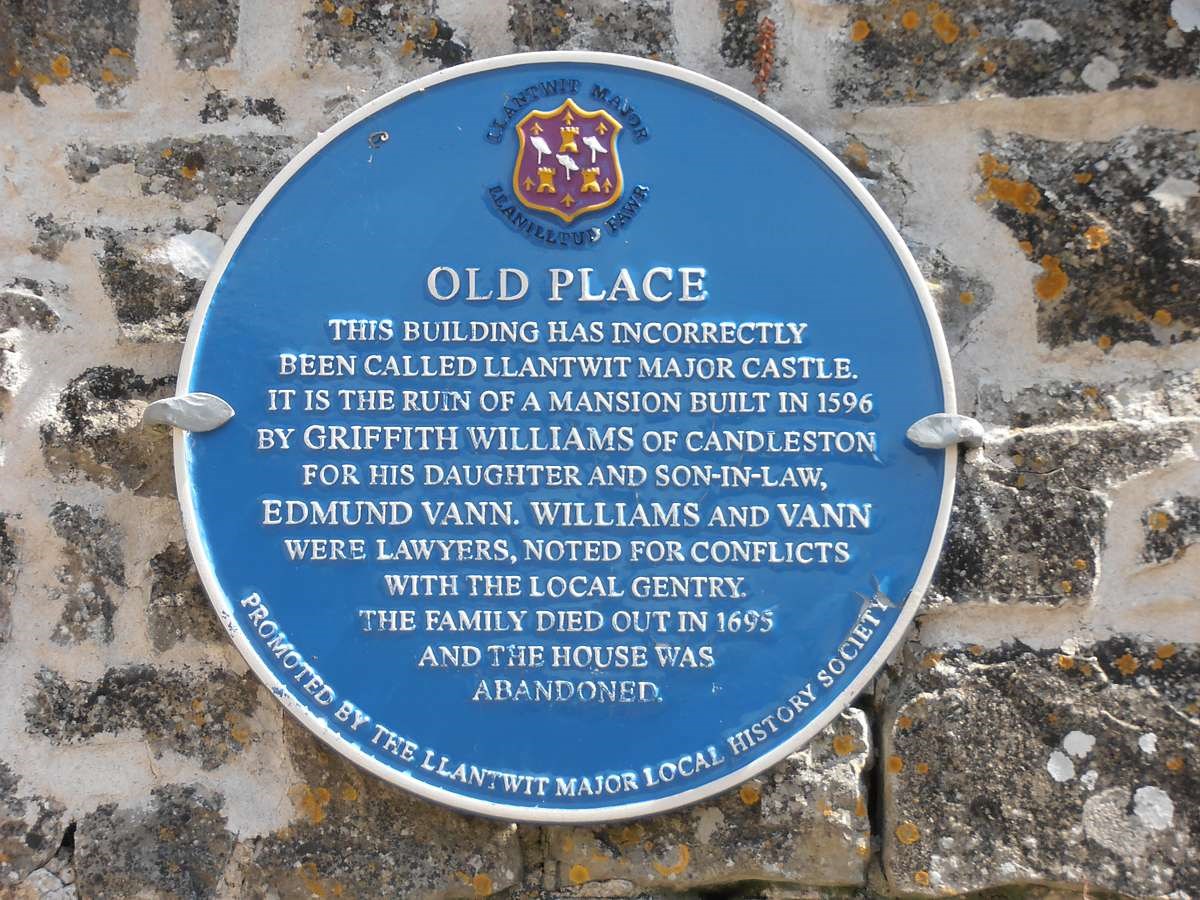 LLANTWIT MAJOR
LLANILLTUD FAWR
OLD PLACE
THIS BUILDING HAS INCORRECTLY
BEEN CALLED LLANTWIT MAJOR CASTLE.
IT IS THE RUIN OF A MANSION BUILT IN 1596
BY GRIFFITH WILLIAMS OF CANDLESTON
FOR HIS DAUGHTER AND SON-IN-LAW,
EDMUND VANN. WILLIAMS AND VANN
WERE LAWYERS, NOTED FOR CONFLICTS
WITH THE LOCAL GENTRY.
THE FAMILY DIED OUT IN 1695
AND THE HOUSE WAS
ABANDONED.
PROMOTED BY THE LLANTWIT MAJOR LOCAL HISTORY SOCIETY